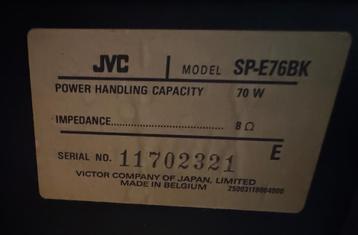 JVC MODEL SP-E76BK
POWER HANDLING CAPACITY 70 W
IMPEDANCE.............................. 8 Ω
SERIAL NO. 11702321 E
VICTOR COMPANY OF JAPAN, LIMITED
MADE IN BELGIUM